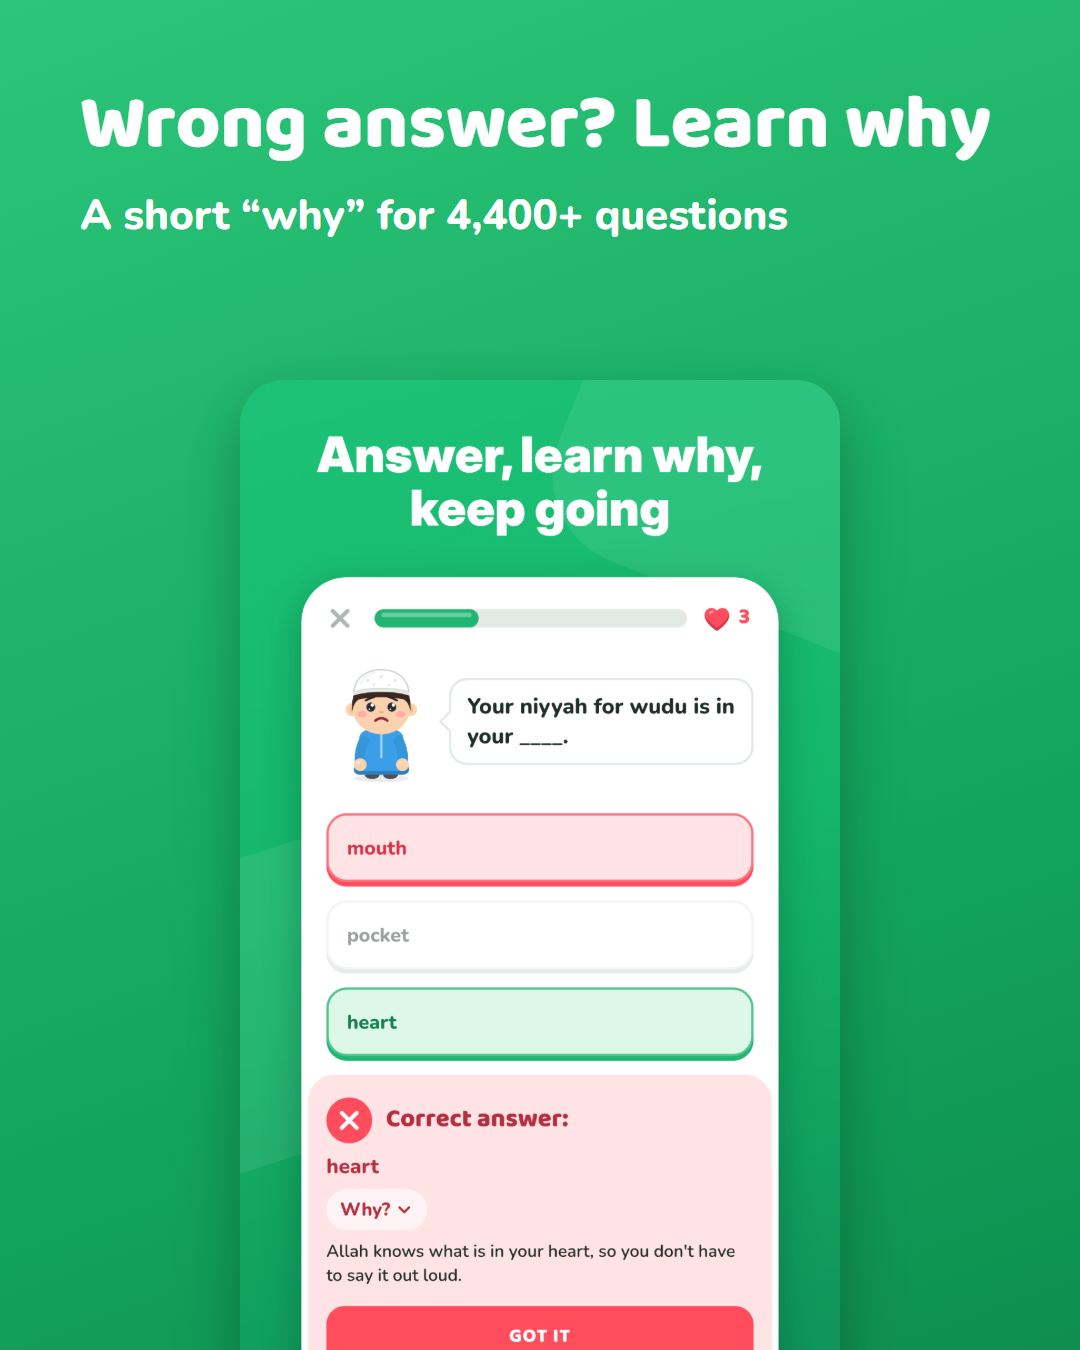 Wrong answer? Learn why
A short “why” for 4,400+ questions
Answer, learn why,
keep going
3
Your niyyah for wudu is in
your ____.
mouth
pocket
heart
Correct answer:
heart
Why?
Allah knows what is in your heart, so you don't have
to say it out loud.
GOT IT